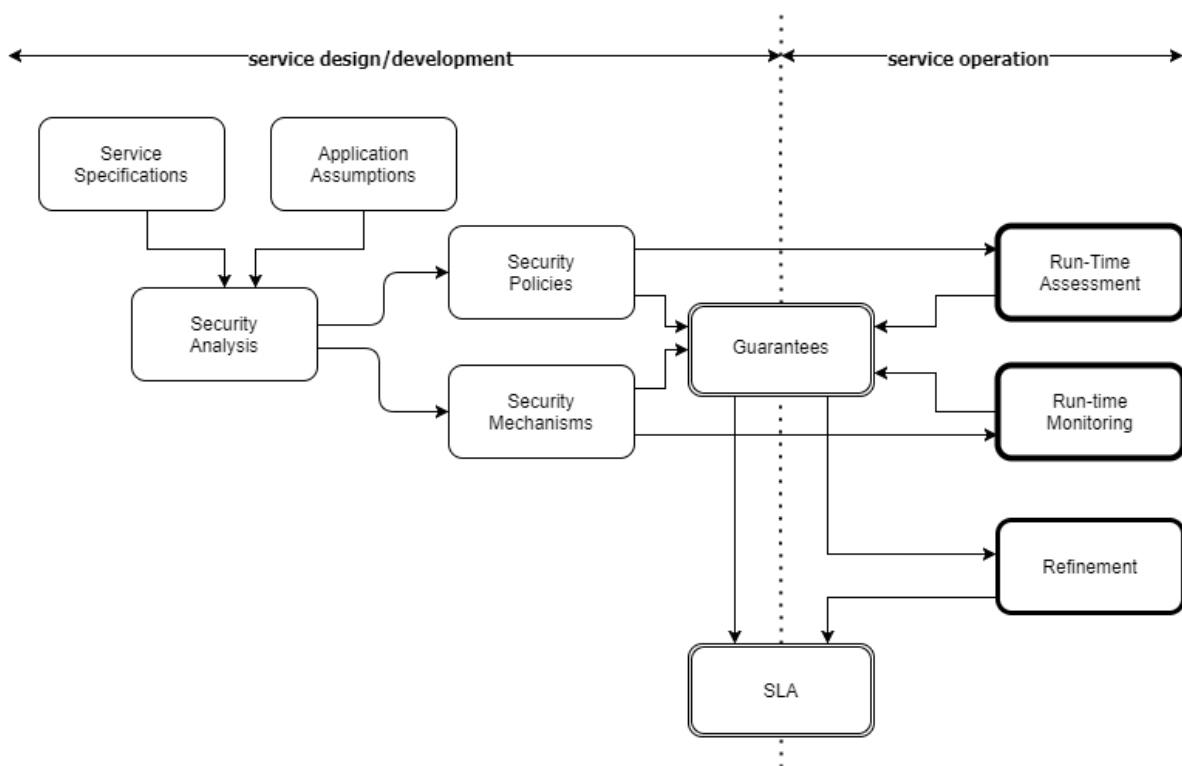 service design/development
service operation
Service
Specifications
Application
Assumptions
Security
Policies
Run-Time
Assessment
Security
Analysis
Guarantees
Security
Mechanisms
Run-time
Monitoring
Refinement
SLA